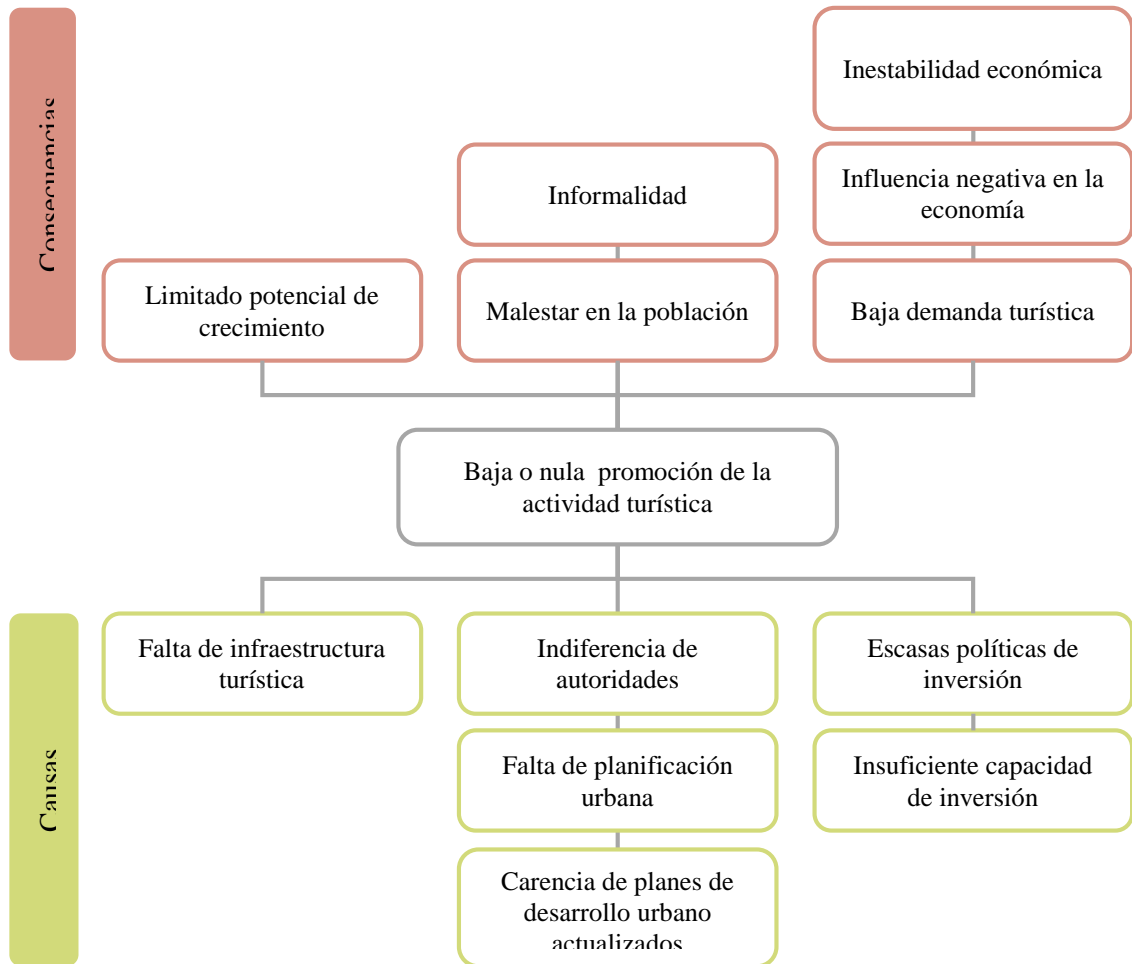 Consecuencias
Inestabilidad económica
Informalidad
Influencia negativa en la
economía
Limitado potencial de
crecimiento
Malestar en la población
Baja demanda turística
Baja o nula promoción de la
actividad turística
Causas
Falta de infraestructura
turística
Indiferencia de
autoridades
Escasas políticas de
inversión
Falta de planificación
urbana
Insuficiente capacidad
de inversión
Carencia de planes de
desarrollo urbano
actualizados